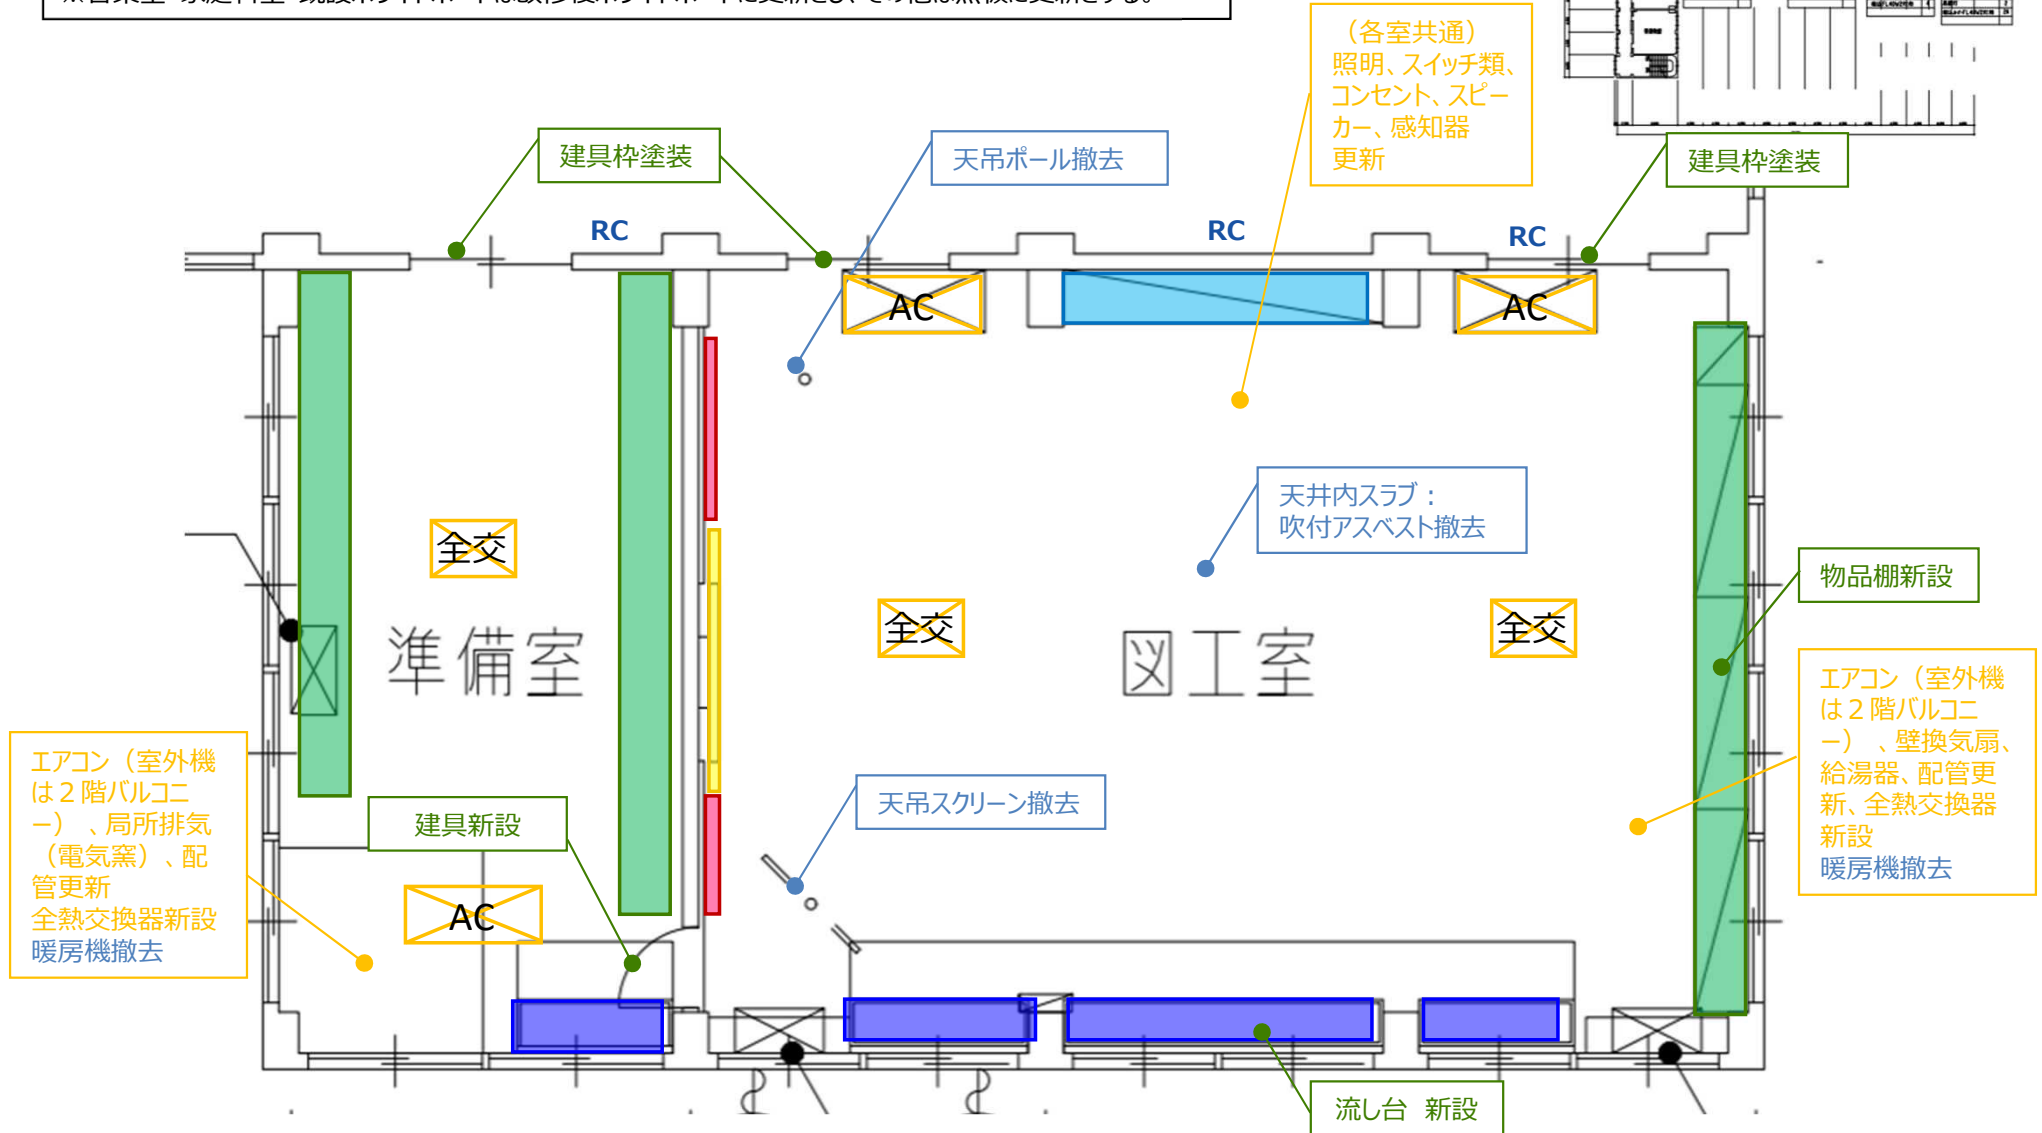 （各室共通）
照明、スイッチ類、
コンセント、スピー
カー、感知器
更新
建具枠塗装
天吊ポール撤去
建具枠塗装
RC
RC
RC
AC
AC
天井内スラブ：
吹付アスベスト撤去
全交
物品棚新設
全交
全交
準備室
図工室
エアコン（室外機
は２階バルコニ
ー）、壁換気扇、
給湯器、配管更
新、全熱交換器
新設
暖房機撤去
エアコン（室外機
は２階バルコニ
ー）、局所排気
（電気窯）、配
管更新
全熱交換器新設
暖房機撤去
天吊スクリーン撤去
建具新設
AC
流し台　新設